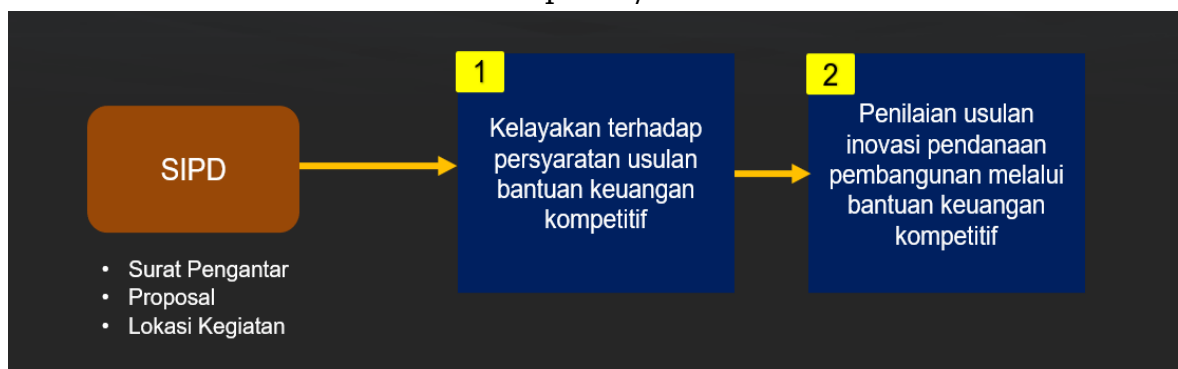 SIPD
• Surat Pengantar
• Proposal
• Lokasi Kegiatan
1
Kelayakan terhadap
persyaratan usulan
bantuan keuangan
kompetitif
2
Penilaian usulan
inovasi pendanaan
pembangunan melalui
bantuan keuangan
kompetitif